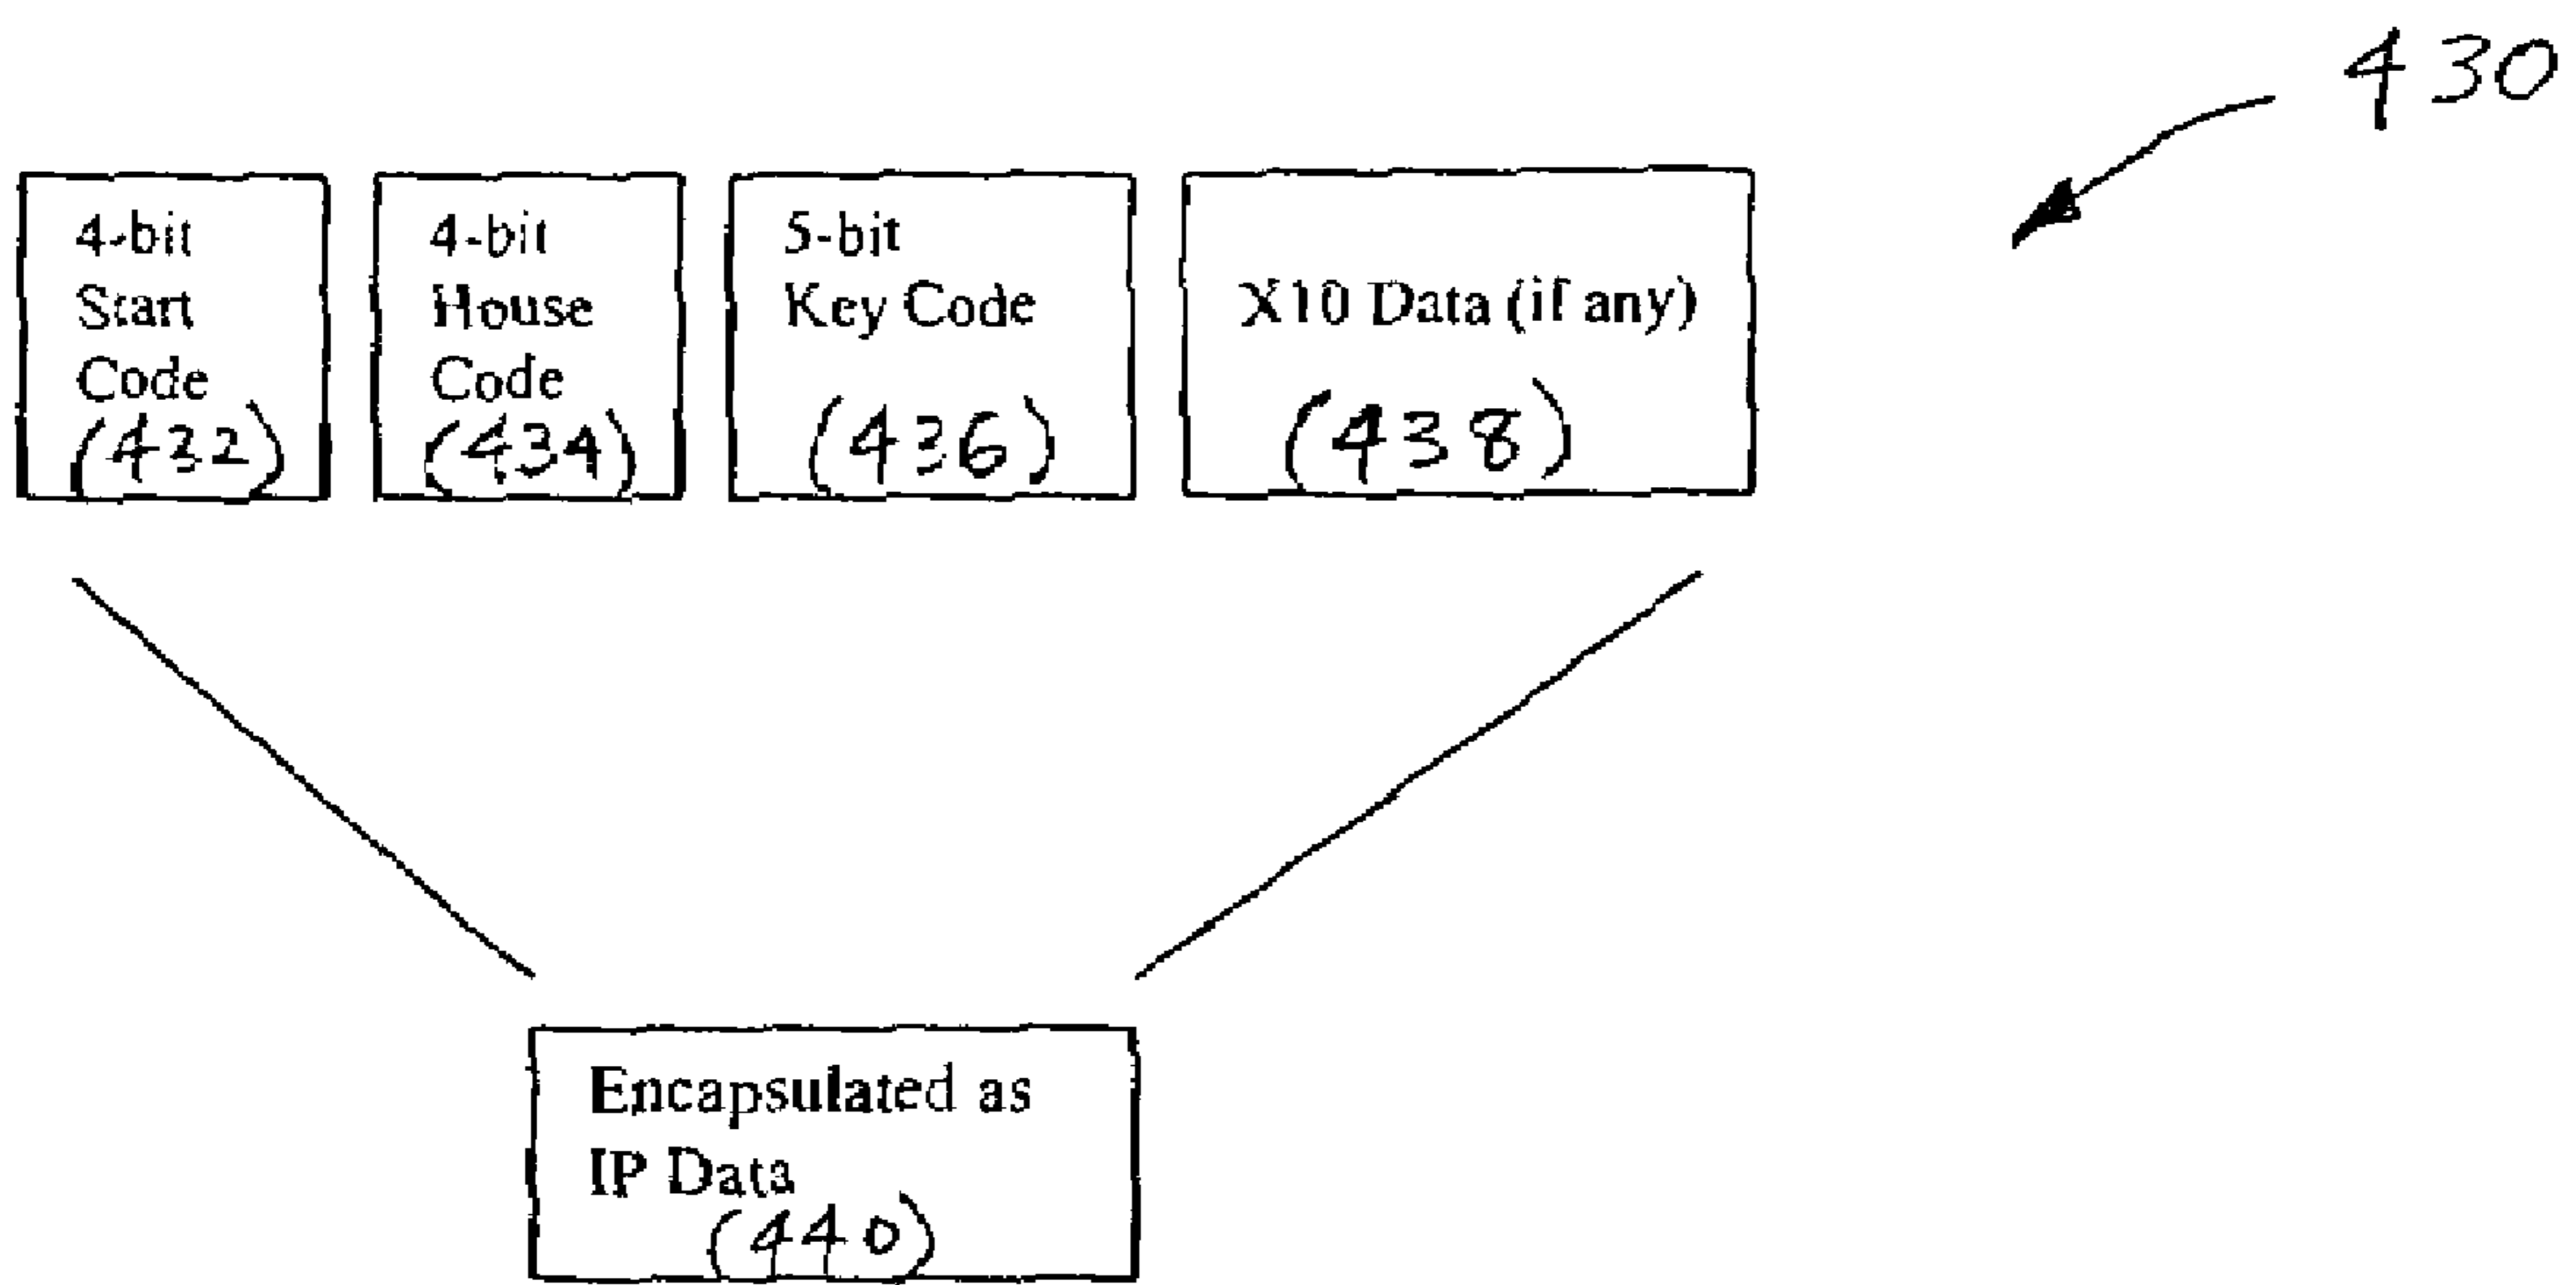 430
4-bit
Start
Code
(432)
4-bit
House
Code
(434)
5-bit
Key Code
(436)
X10 Data (if any)
(438)
Encapsulated as
IP Data
(440)